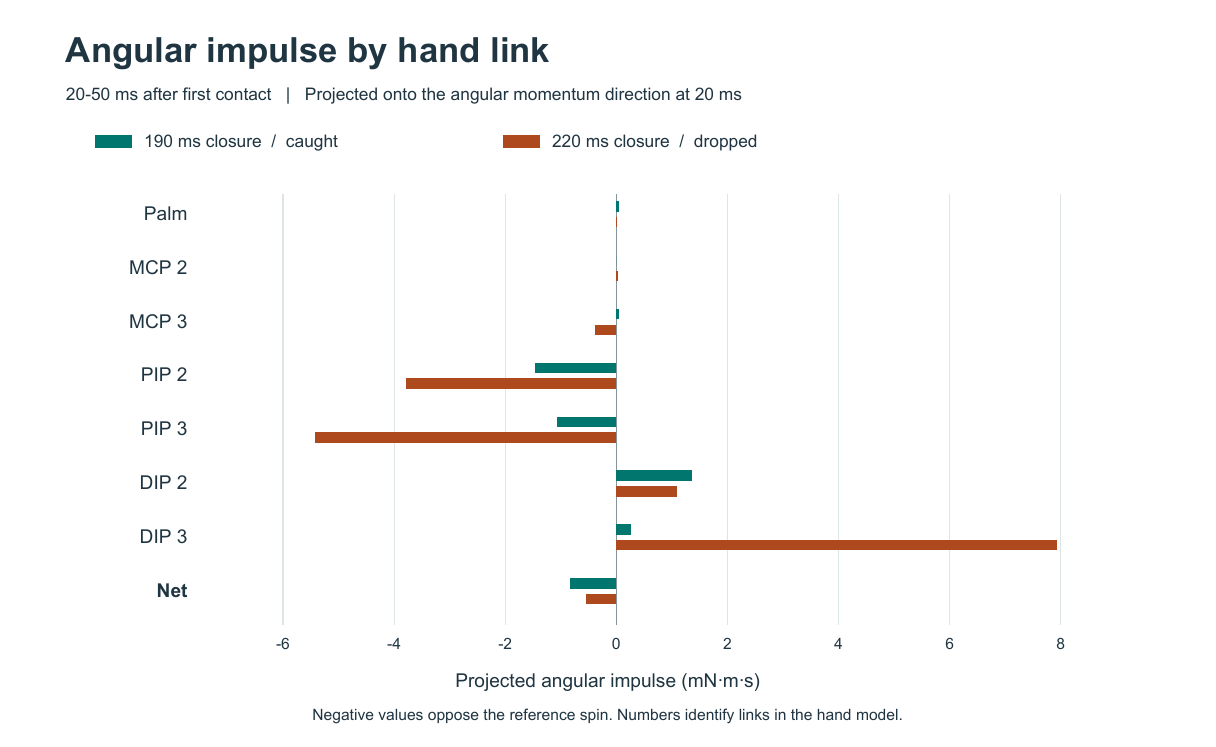 Angular impulse by hand link
20-50 ms after first contact | Projected onto the angular momentum direction at 20 ms
190 ms closure / caught
220 ms closure / dropped
Palm
MCP 2
MCP 3
PIP 2
PIP 3
DIP 2
DIP 3
Net
-6 -4 -2 0 2 4 6 8
Projected angular impulse (mN·m·s)
Negative values oppose the reference spin. Numbers identify links in the hand model.